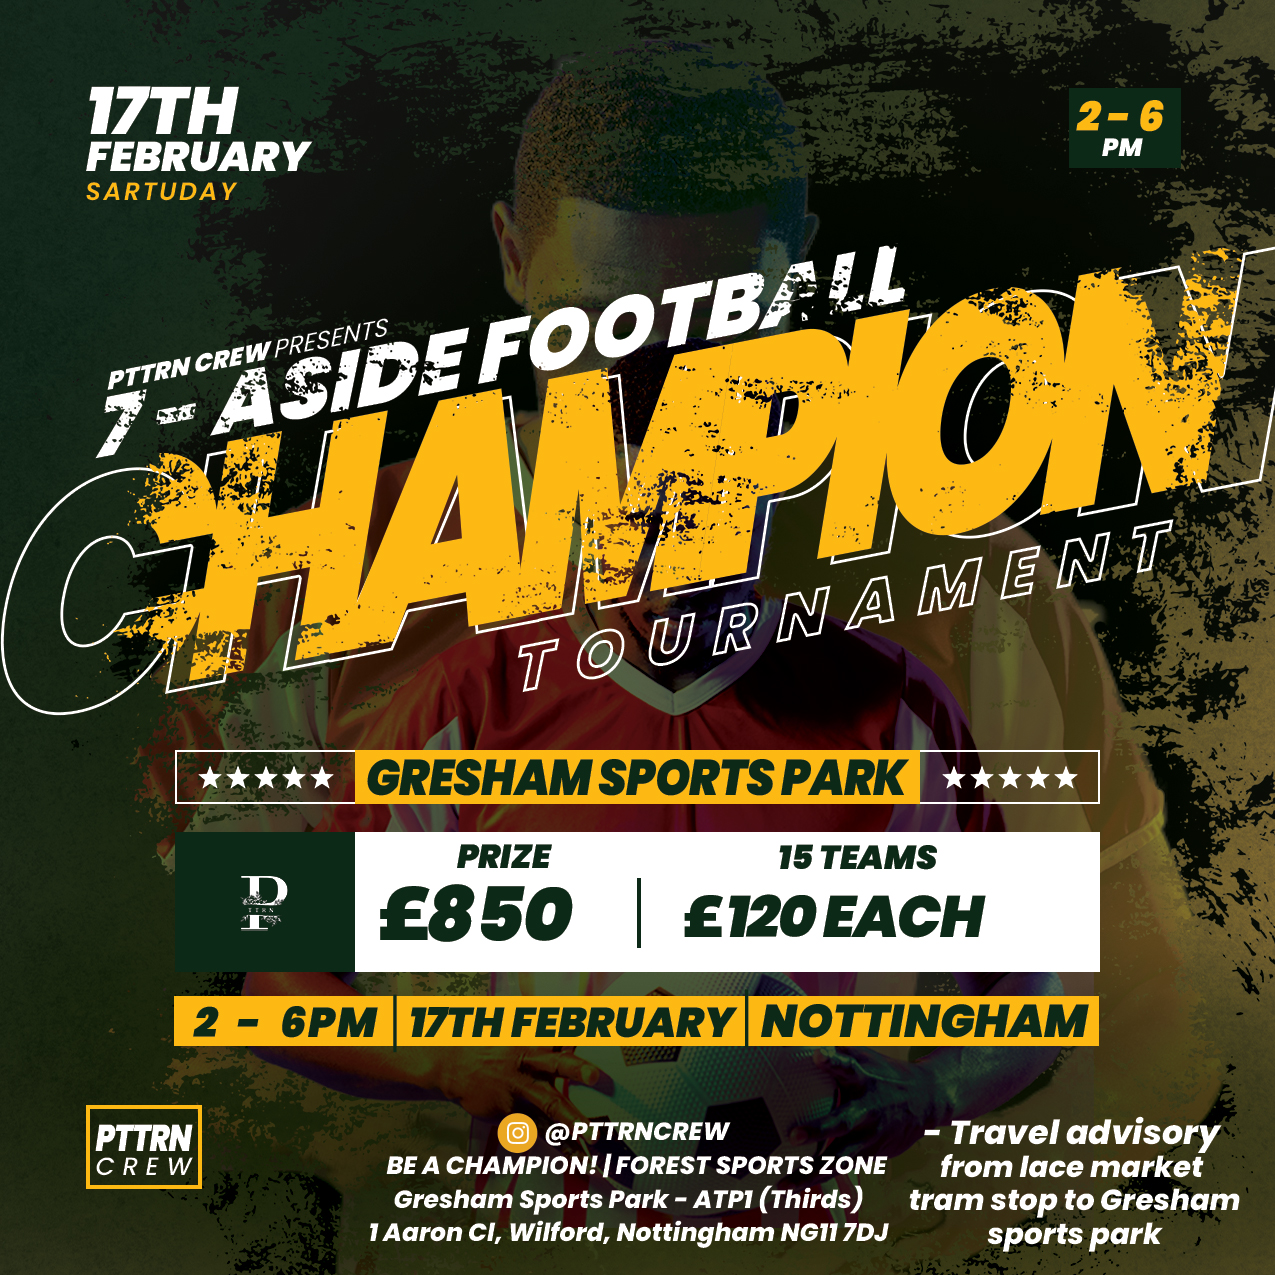 17TH
FEBRUARY
SARTUDAY
2 - 6
PM
PTTRN CREW PRESENTS
7 - ASIDE FOOTBALL
CHAMPION
TOURNAMENT
GRESHAM SPORTS PARK
P
TTRN
PRIZE
£850
15 TEAMS
£120 EACH
2 - 6PM
17TH FEBRUARY
NOTTINGHAM
PTTRN
CREW
@PTTRNCREW
BE A CHAMPION! | FOREST SPORTS ZONE
Gresham Sports Park - ATP1 (Thirds)
1 Aaron Cl, Wilford, Nottingham NG11 7DJ
- Travel advisory
from lace market
tram stop to Gresham
sports park